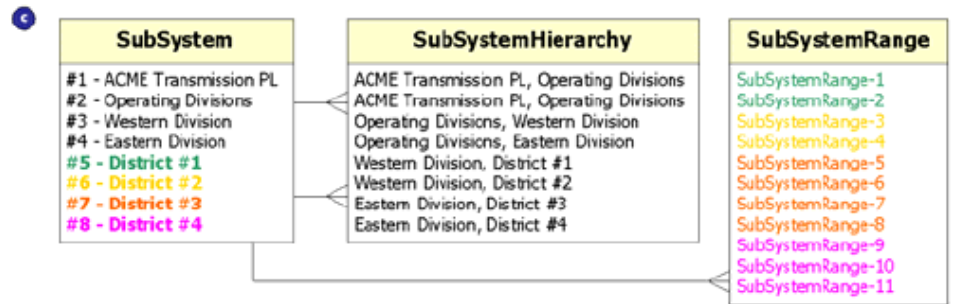 c
SubSystem
#1 - ACME Transmission PL
#2 - Operating Divisions
#3 - Western Division
#4 - Eastern Division
#5 - District #1
#6 - District #2
#7 - District #3
#8 - District #4
SubSystemHierarchy
ACME Transmission PL, Operating Divisions
ACME Transmission PL, Operating Divisions
Operating Divisions, Western Division
Operating Divisions, Eastern Division
Western Division, District #1
Western Division, District #2
Eastern Division, District #3
Eastern Division, District #4
SubSystemRange
SubSystemRange-1
SubSystemRange-2
SubSystemRange-3
SubSystemRange-4
SubSystemRange-5
SubSystemRange-6
SubSystemRange-7
SubSystemRange-8
SubSystemRange-9
SubSystemRange-10
SubSystemRange-11